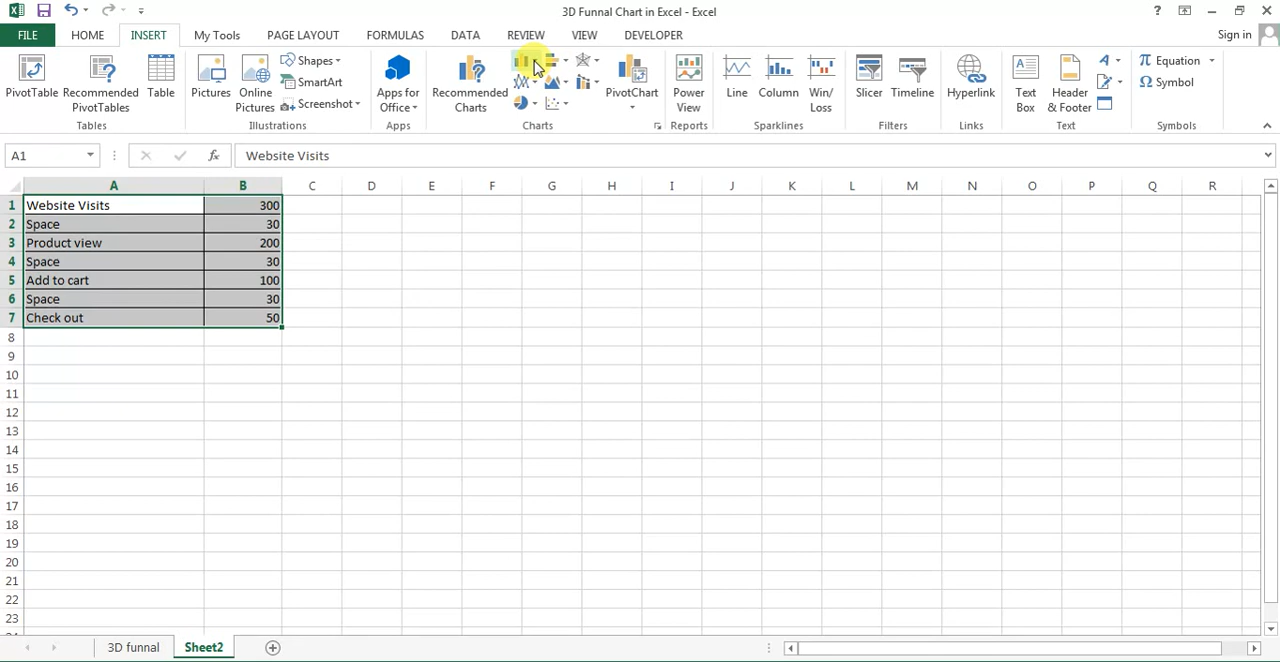 3D Funnal Chart in Excel - Excel
FILE HOME INSERT My Tools PAGE LAYOUT FORMULAS DATA REVIEW VIEW DEVELOPER Sign in
PivotTable
Recommended
PivotTables
Table
Tables
Pictures
Online
Pictures
Shapes
SmartArt
Screenshot
Illustrations
Apps for
Office
Apps
Recommended
Charts
PivotChart
Charts
Power
View
Reports
Line
Column
Win/
Loss
Sparklines
Slicer
Timeline
Filters
Hyperlink
Links
Text
Box
Header
& Footer
Text
Equation
Symbol
Symbols
A1 fx Website Visits
A B C D E F G H I J K L M N O P Q R
1 Website Visits 300
2 Space 30
3 Product view 200
4 Space 30
5 Add to cart 100
6 Space 30
7 Check out 50
8
9
10
11
12
13
14
15
16
17
18
19
20
21
22
23
3D funnal Sheet2